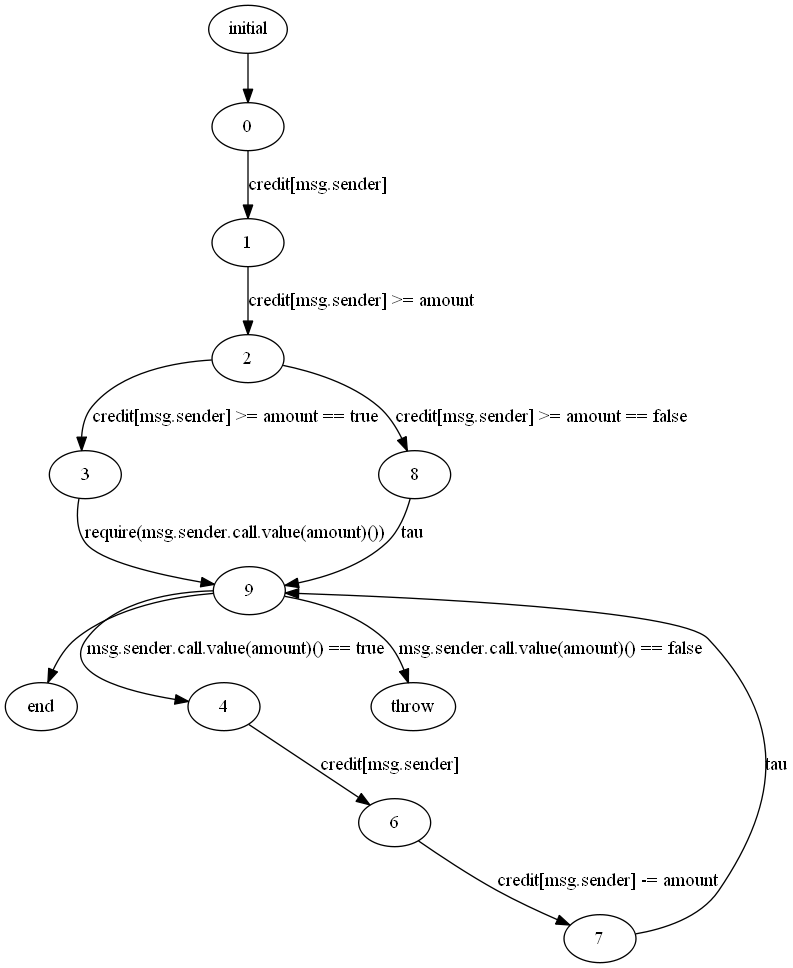 initial
0
credit[msg.sender]
1
credit[msg.sender] >= amount
2
credit[msg.sender] >= amount == true
credit[msg.sender] >= amount == false
3
8
require(msg.sender.call.value(amount)())
tau
9
msg.sender.call.value(amount)() == true
msg.sender.call.value(amount)() == false
end
4
throw
credit[msg.sender]
tau
6
credit[msg.sender] -= amount
7